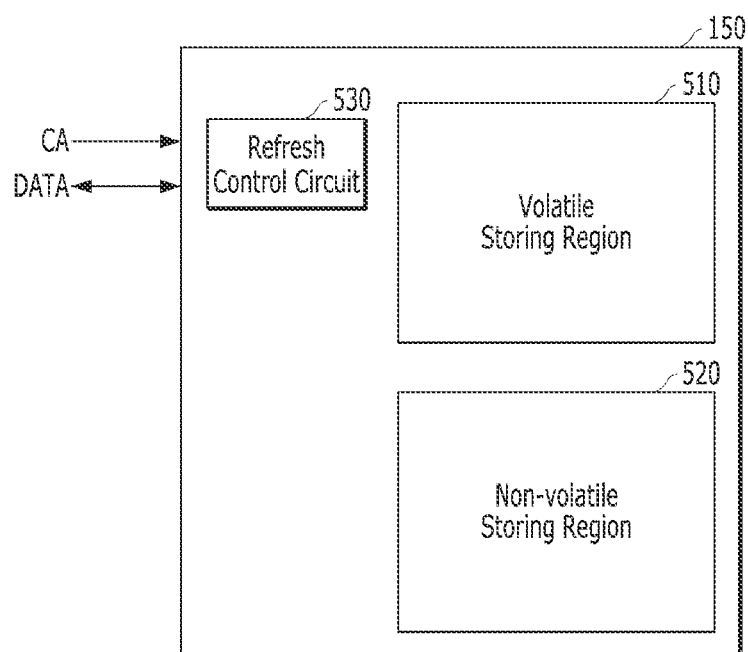 150
530
510
CA
Refresh
Control Circuit
DATA
Volatile
Storing Region
520
Non-volatile
Storing Region